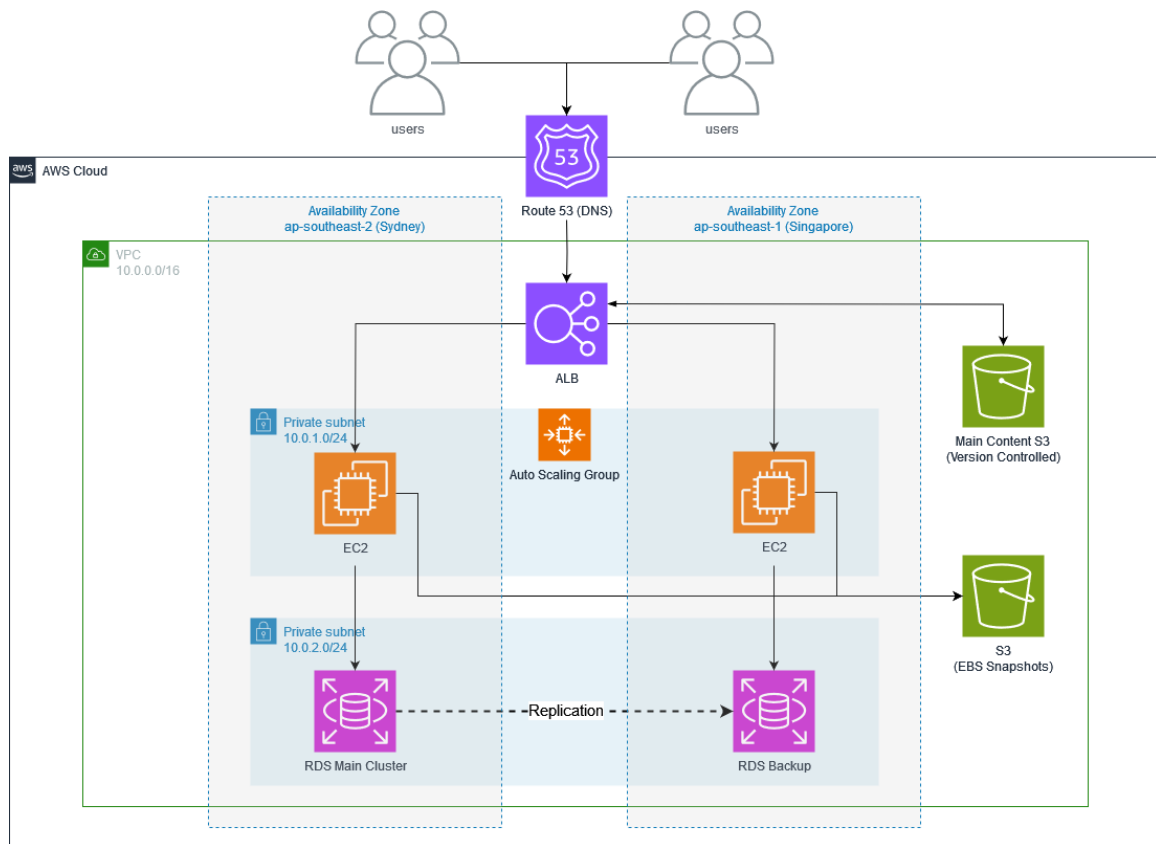 users
users
53
aws
AWS Cloud
Route 53 (DNS)
Availability Zone
ap-southeast-2 (Sydney)
Availability Zone
ap-southeast-1 (Singapore)
VPC
10.0.0.0/16
ALB
Main Content S3
(Version Controlled)
Private subnet
10.0.1.0/24
Auto Scaling Group
EC2
EC2
S3
(EBS Snapshots)
Private subnet
10.0.2.0/24
Replication
RDS Main Cluster
RDS Backup